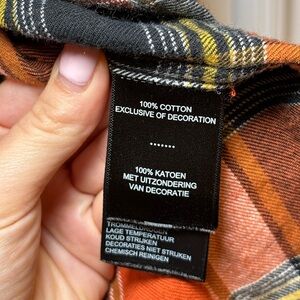 100% COTTON
EXCLUSIVE OF DECORATION
.......
100% KATOEN
MET UITZONDERING
VAN DECORATIE
LAGE TEMPERATUUR
KOUD STRIJKEN
DECORATIES NIET STRIJKEN
CHEMISCH REINIGEN